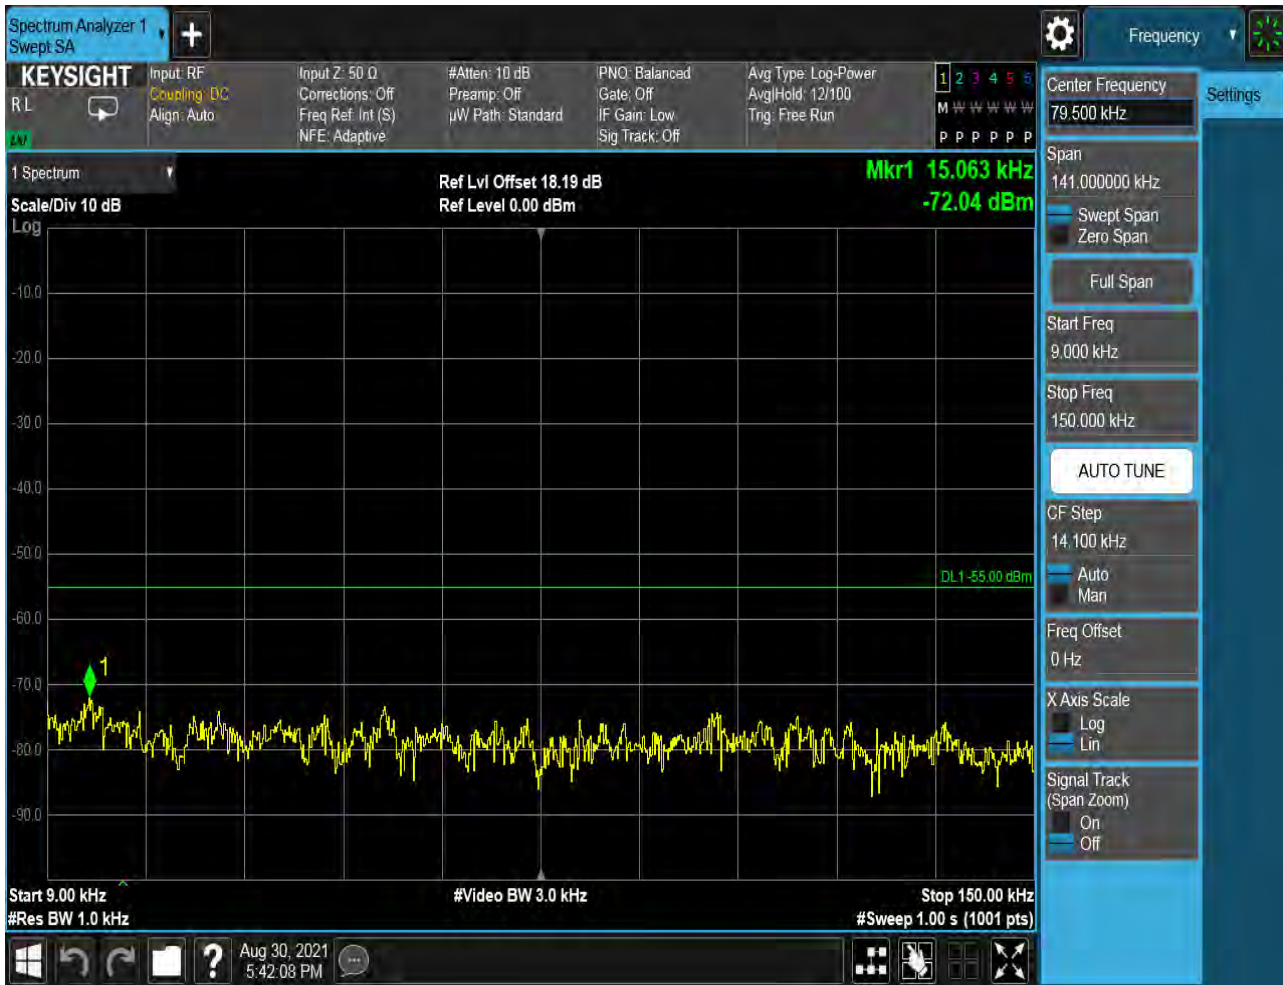 Spectrum Analyzer 1
Swept SA
Frequency
KEYSIGHT
R L
Input: RF
Coupling: DC
Align: Auto
Input Z: 50 Ω
Corrections: Off
Freq Ref: Int (S)
NFE: Adaptive
#Atten: 10 dB
Preamp: Off
µW Path: Standard
PNO: Balanced
Gate: Off
IF Gain: Low
Sig Track: Off
Avg Type: Log-Power
Avg|Hold: 12/100
Trig: Free Run
1 2 3 4 5 6
M W W W W W
P P P P P P
1 Spectrum
Scale/Div 10 dB
Log
Ref Lvl Offset 18.19 dB
Ref Level 0.00 dBm
Mkr1 15.063 kHz
-72.04 dBm
-10.0
-20.0
-30.0
-40.0
-50.0
DL1 -55.00 dBm
-60.0
1
-70.0
-80.0
-90.0
Start 9.00 kHz
#Video BW 3.0 kHz
Stop 150.00 kHz
#Res BW 1.0 kHz
#Sweep 1.00 s (1001 pts)
Aug 30, 2021
5:42:08 PM
Center Frequency
79.500 kHz
Settings
Span
141.000000 kHz
Swept Span
Zero Span
Full Span
Start Freq
9.000 kHz
Stop Freq
150.000 kHz
AUTO TUNE
CF Step
14.100 kHz
Auto
Man
Freq Offset
0 Hz
X Axis Scale
Log
Lin
Signal Track
(Span Zoom)
On
Off